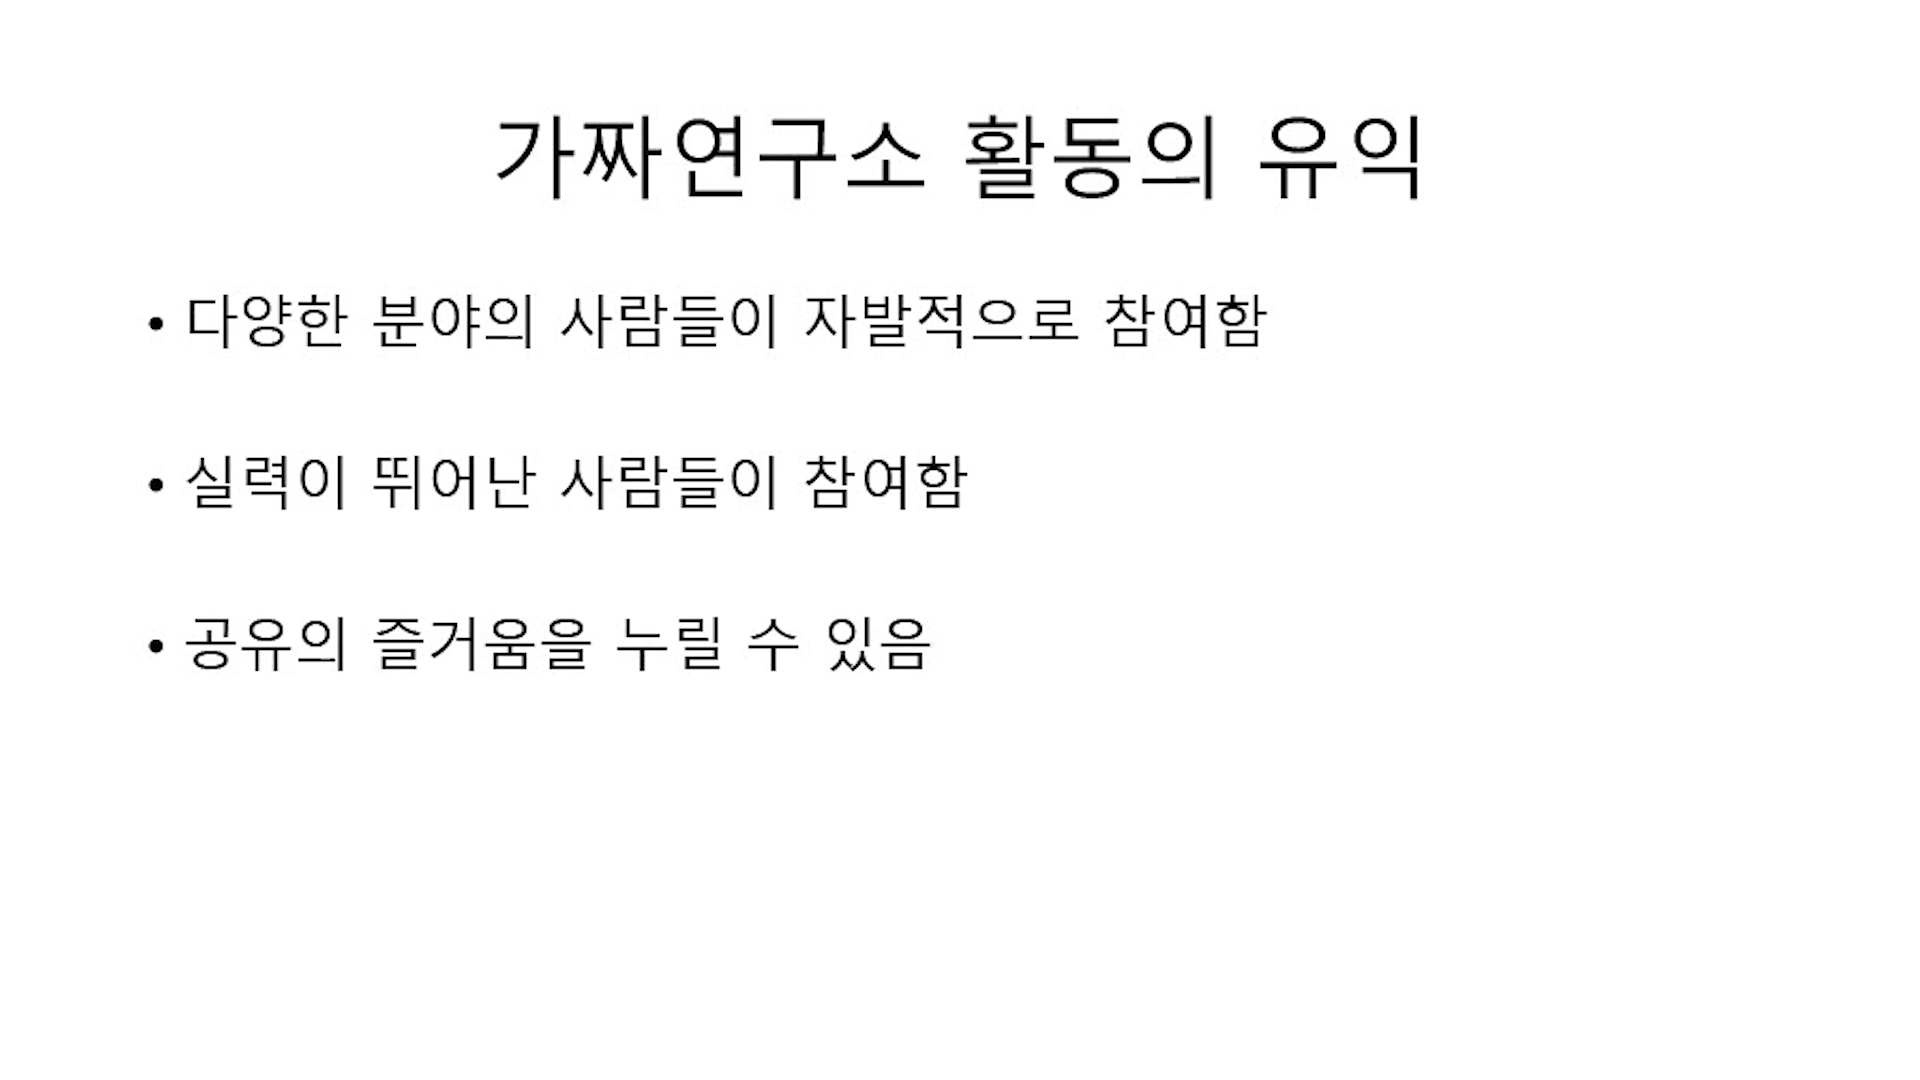 가짜연구소 활동의 유익
• 다양한 분야의 사람들이 자발적으로 참여함
• 실력이 뛰어난 사람들이 참여함
• 공유의 즐거움을 누릴 수 있음